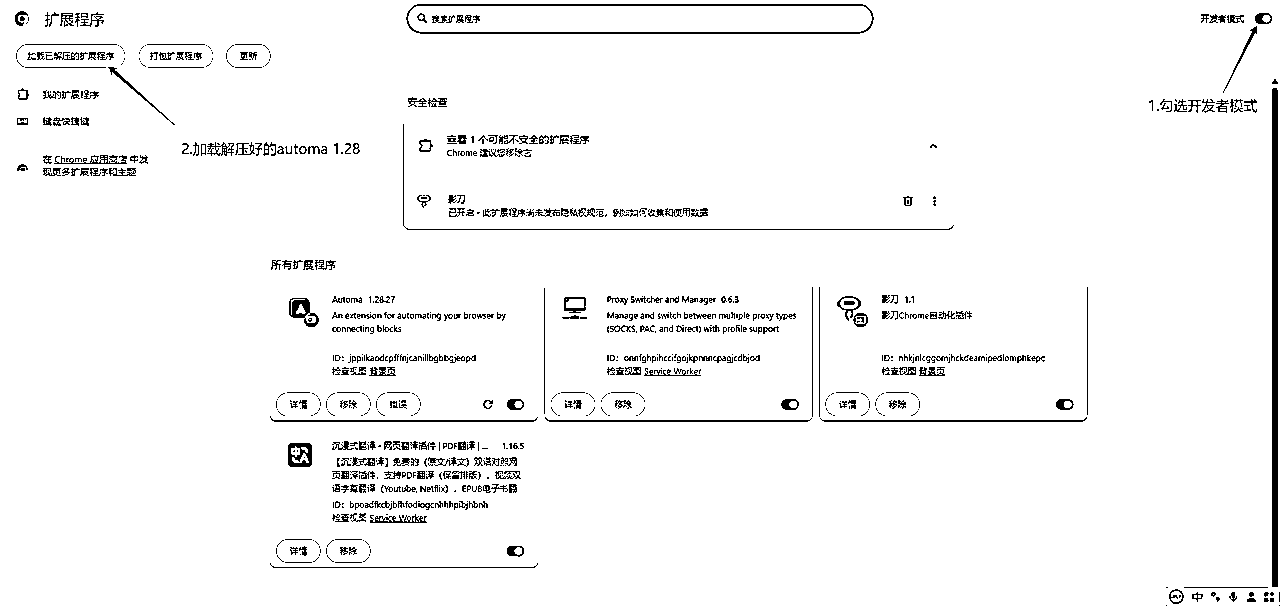 扩展程序
搜索扩展程序
开发者模式
加载已解压的扩展程序
打包扩展程序
更新
我的扩展程序
键盘快捷键
在 Chrome 应用商店 中发
现更多扩展程序和主题
1.勾选开发者模式
2.加载解压好的automa 1.28
安全检查
查看 1 个可能不安全的扩展程序
Chrome 建议您移除它
影刀
已开启 - 此扩展程序尚未发布隐私权规范，例如如何收集和使用数据
所有扩展程序
Automa 1.28.27
An extension for automating your browser by
connecting blocks
检查视图 背景页
详情
移除
错误
Proxy Switcher and Manager 0.6.3
Manage and switch between multiple proxy types
(SOCKS, PAC, and Direct) with profile support
检查视图 Service Worker
详情
移除
影刀 1.1
影刀Chrome自动化插件
检查视图 背景页
详情
移除
沉浸式翻译 - 网页翻译插件 | PDF翻译 | ... 1.16.5
【沉浸式翻译】免费的（原文/译文）双语对照网
页翻译插件，支持PDF翻译（保留排版），视频双
语字幕翻译（Youtube, Netflix），EPUB电子书翻
检查视图 Service Worker
详情
移除
中